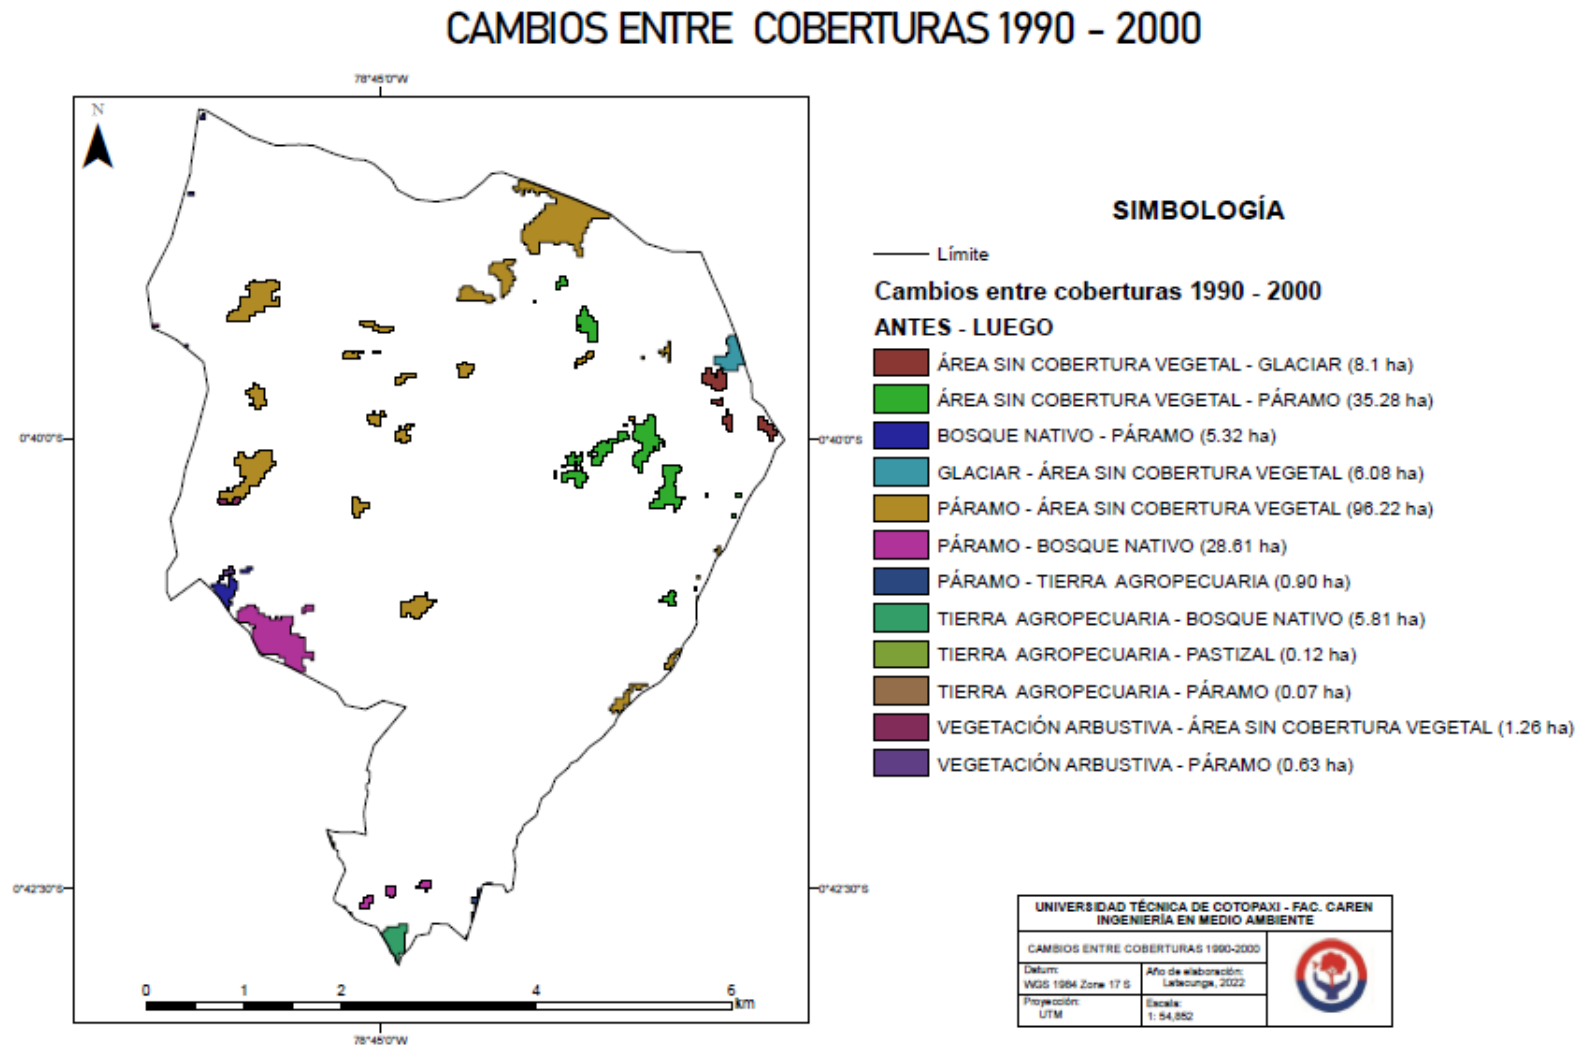 CAMBIOS ENTRE COBERTURAS 1990 - 2000
78°45'0"W
N
0°40'0"S
0°40'0"S
0°42'30"S
0°42'30"S
0 1 2 4 6
km
78°45'0"W
SIMBOLOGÍA
Límite
Cambios entre coberturas 1990 - 2000
ANTES - LUEGO
ÁREA SIN COBERTURA VEGETAL - GLACIAR (8.1 ha)
ÁREA SIN COBERTURA VEGETAL - PÁRAMO (35.28 ha)
BOSQUE NATIVO - PÁRAMO (5.32 ha)
GLACIAR - ÁREA SIN COBERTURA VEGETAL (6.08 ha)
PÁRAMO - ÁREA SIN COBERTURA VEGETAL (96.22 ha)
PÁRAMO - BOSQUE NATIVO (28.61 ha)
PÁRAMO - TIERRA AGROPECUARIA (0.90 ha)
TIERRA AGROPECUARIA - BOSQUE NATIVO (5.81 ha)
TIERRA AGROPECUARIA - PASTIZAL (0.12 ha)
TIERRA AGROPECUARIA - PÁRAMO (0.07 ha)
VEGETACIÓN ARBUSTIVA - ÁREA SIN COBERTURA VEGETAL (1.26 ha)
VEGETACIÓN ARBUSTIVA - PÁRAMO (0.63 ha)
UNIVERSIDAD TÉCNICA DE COTOPAXI - FAC. CAREN
INGENIERÍA EN MEDIO AMBIENTE
CAMBIOS ENTRE COBERTURAS 1990-2000
Datum:
WGS 1984 Zone 17 S
Año de elaboración:
Latacunga, 2022
Proyección:
UTM
Escala:
1: 54,852